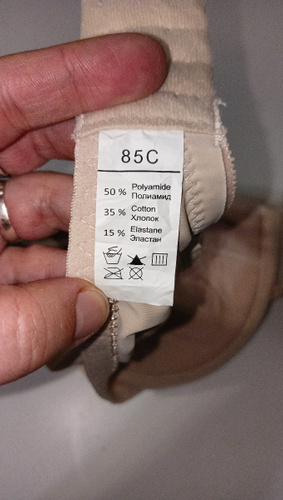 85C
50 % Polyamide
Полиамид
35 % Cotton
Хлопок
15 % Elastane
Эластан